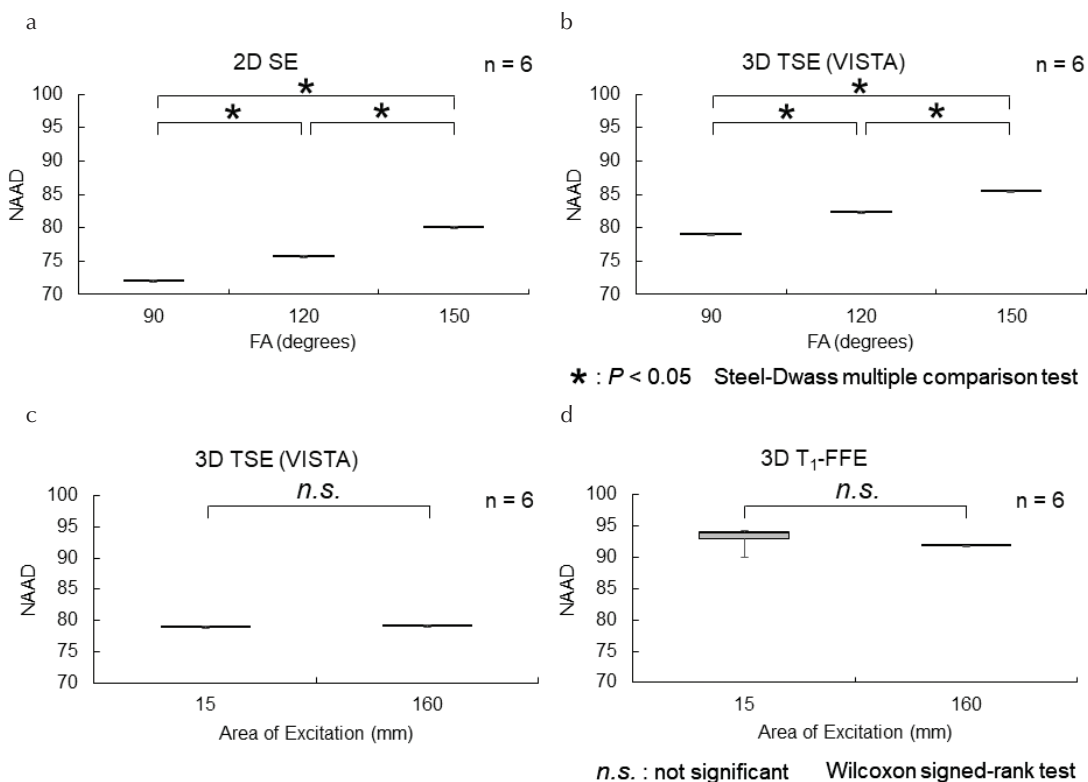 a
2D SE
n = 6
*
*
*
NAAD
100
95
90
85
80
75
70
90 120 150
FA (degrees)
b
3D TSE (VISTA)
n = 6
*
*
*
NAAD
100
95
90
85
80
75
70
90 120 150
FA (degrees)
* : P < 0.05 Steel-Dwass multiple comparison test
c
3D TSE (VISTA)
n.s.
n = 6
NAAD
100
95
90
85
80
75
70
15 160
Area of Excitation (mm)
d
3D T₁-FFE
n.s.
n = 6
NAAD
100
95
90
85
80
75
70
15 160
Area of Excitation (mm)
n.s. : not significant Wilcoxon signed-rank test